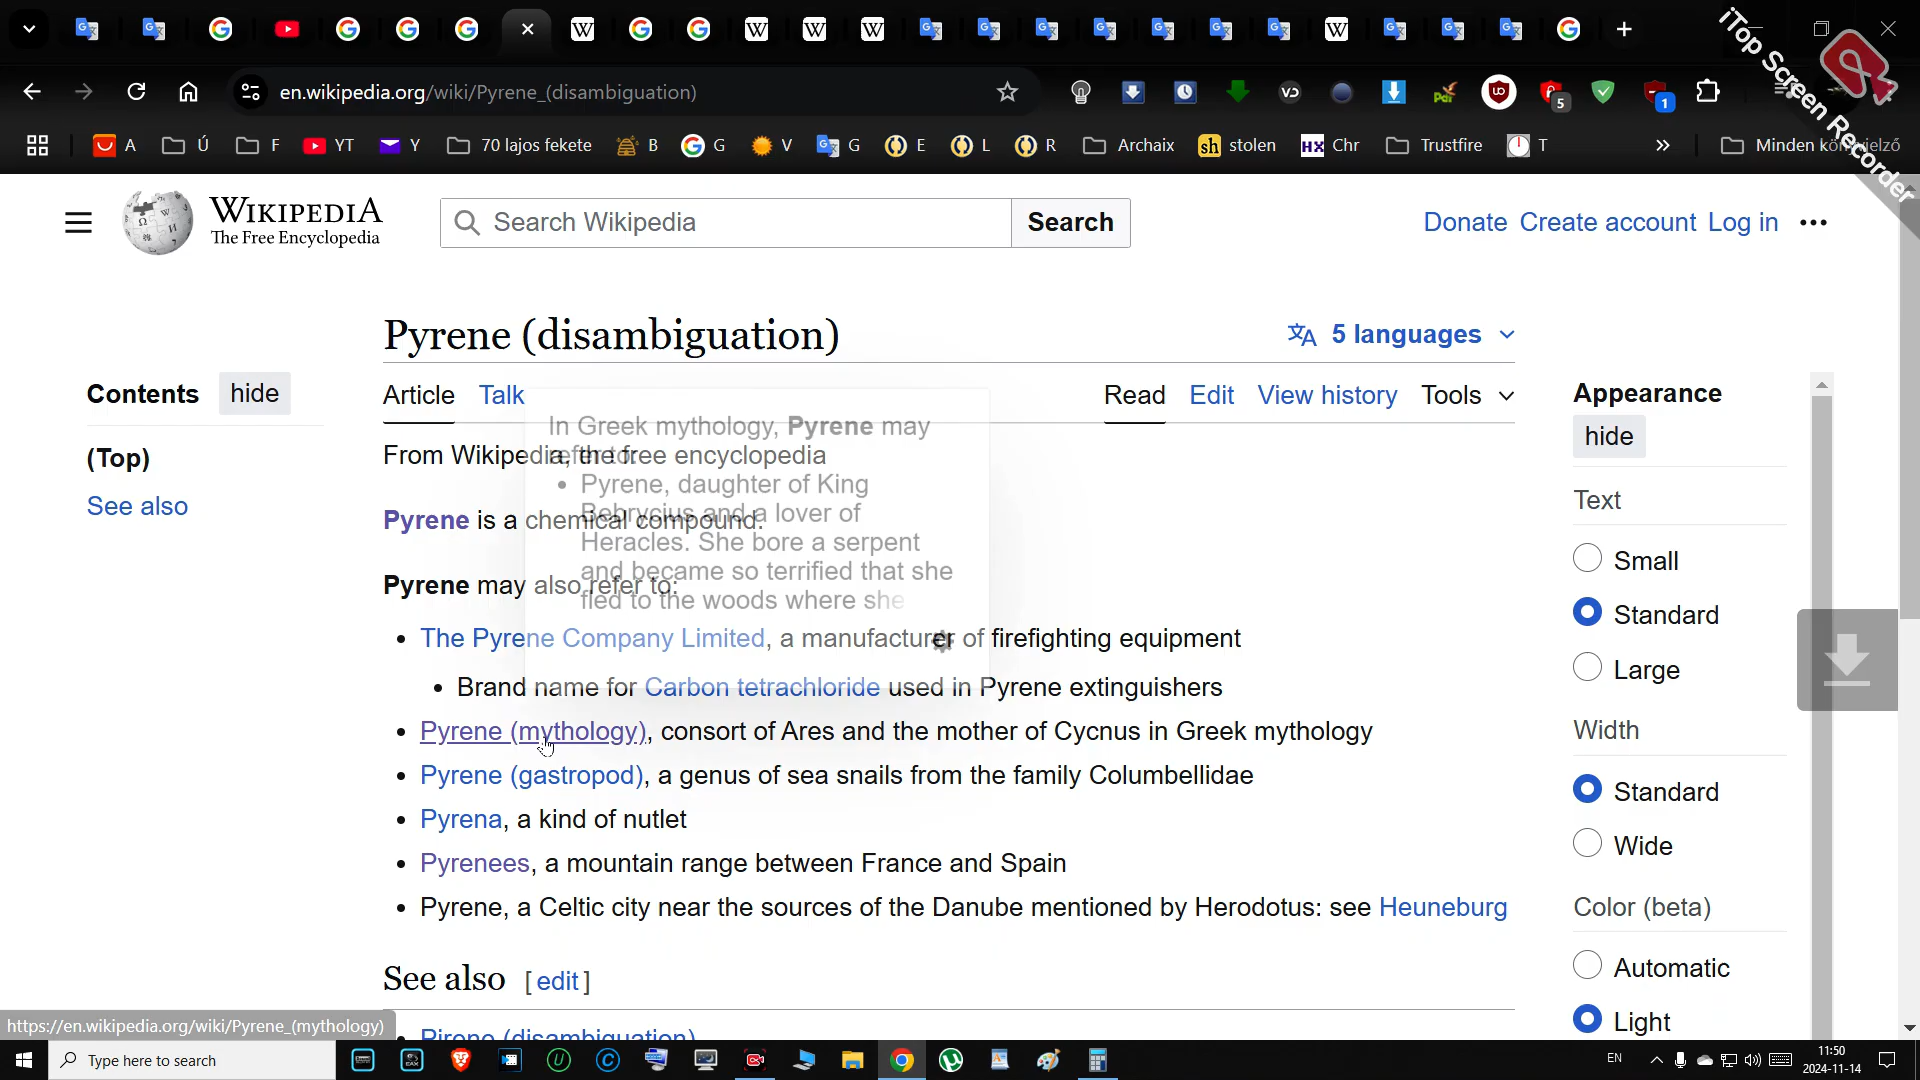 en.wikipedia.org/wiki/Pyrene_(disambiguation)
5
1
A
Ú
F
YT
Y
70 lajos fekete
B
G
V
G
E
L
R
Archaix
stolen
Chr
Trustfire
T
»
Minden könyvjelző
iTop Screen Recorder
WIKIPEDIA
The Free Encyclopedia
Search Wikipedia
Search
Donate Create account Log in
Pyrene (disambiguation)
5 languages
Contents hide
(Top)
See also
Article Talk
Read Edit View history Tools
From Wikipedia, the free encyclopedia
Pyrene is a chemical compound.
Pyrene may also refer to:
In Greek mythology, Pyrene may
refer to:
• Pyrene, daughter of King
Bebrycius and a lover of
Heracles. She bore a serpent
and became so terrified that she
fled to the woods where she
• The Pyrene Company Limited, a manufacturer of firefighting equipment
• Brand name for Carbon tetrachloride used in Pyrene extinguishers
• Pyrene (mythology), consort of Ares and the mother of Cycnus in Greek mythology
• Pyrene (gastropod), a genus of sea snails from the family Columbellidae
• Pyrena, a kind of nutlet
• Pyrenees, a mountain range between France and Spain
• Pyrene, a Celtic city near the sources of the Danube mentioned by Herodotus: see Heuneburg
See also [edit]
• Pirene (disambiguation)
Appearance
hide
Text
Small
Standard
Large
Width
Standard
Wide
Color (beta)
Automatic
Light
https://en.wikipedia.org/wiki/Pyrene_(mythology)
Type here to search
EN
11:50
2024-11-14